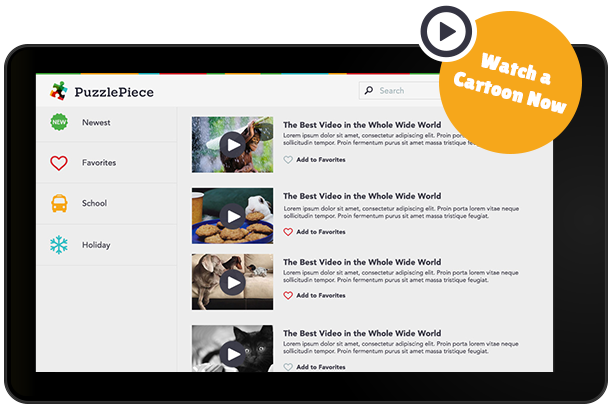 Watch a
Cartoon Now
PuzzlePiece
Search
NEW
Newest
Favorites
School
Holiday
The Best Video in the Whole Wide World
Lorem ipsum dolor sit amet, consectetur adipiscing elit. Proin porta
sollicitudin tempor. Proin fermentum purus sit amet massa tristique
Add to Favorites
The Best Video in the Whole Wide World
Lorem ipsum dolor sit amet, consectetur adipiscing elit. Proin porta lorem vitae neque
sollicitudin tempor. Proin fermentum purus sit amet massa tristique feugiat.
Add to Favorites
The Best Video in the Whole Wide World
Lorem ipsum dolor sit amet, consectetur adipiscing elit. Proin porta lorem vitae neque
sollicitudin tempor. Proin fermentum purus sit amet massa tristique feugiat.
Add to Favorites
The Best Video in the Whole Wide World
Lorem ipsum dolor sit amet, consectetur adipiscing elit. Proin porta lorem vitae neque
sollicitudin tempor. Proin fermentum purus sit amet massa tristique feugiat.
Add to Favorites